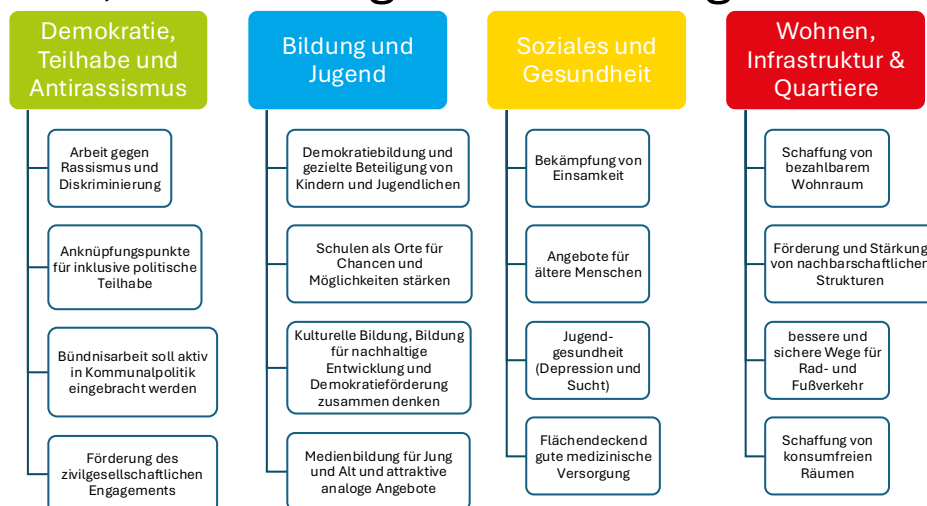 Demokratie,
Teilhabe und
Antirassismus
Arbeit gegen
Rassismus und
Diskriminierung
Anknüpfungspunkte
für inklusive politische
Teilhabe
Bündnisarbeit soll aktiv
in Kommunalpolitik
eingebracht werden
Förderung des
zivilgesellschaftlichen
Engagements
Bildung und
Jugend
Demokratiebildung und
gezielte Beteiligung von
Kindern und Jugendlichen
Schulen als Orte für
Chancen und
Möglichkeiten stärken
Kulturelle Bildung, Bildung
für nachhaltige
Entwicklung und
Demokratieförderung
zusammen denken
Medienbildung für Jung
und Alt und attraktive
analoge Angebote
Soziales und
Gesundheit
Bekämpfung von
Einsamkeit
Angebote für
ältere Menschen
Jugend-
gesundheit
(Depression und
Sucht)
Flächendeckend
gute medizinische
Versorgung
Wohnen,
Infrastruktur &
Quartiere
Schaffung von
bezahlbarem
Wohnraum
Förderung und Stärkung
von nachbarschaftlichen
Strukturen
bessere und
sichere Wege für
Rad- und
Fußverkehr
Schaffung von
konsumfreien
Räumen